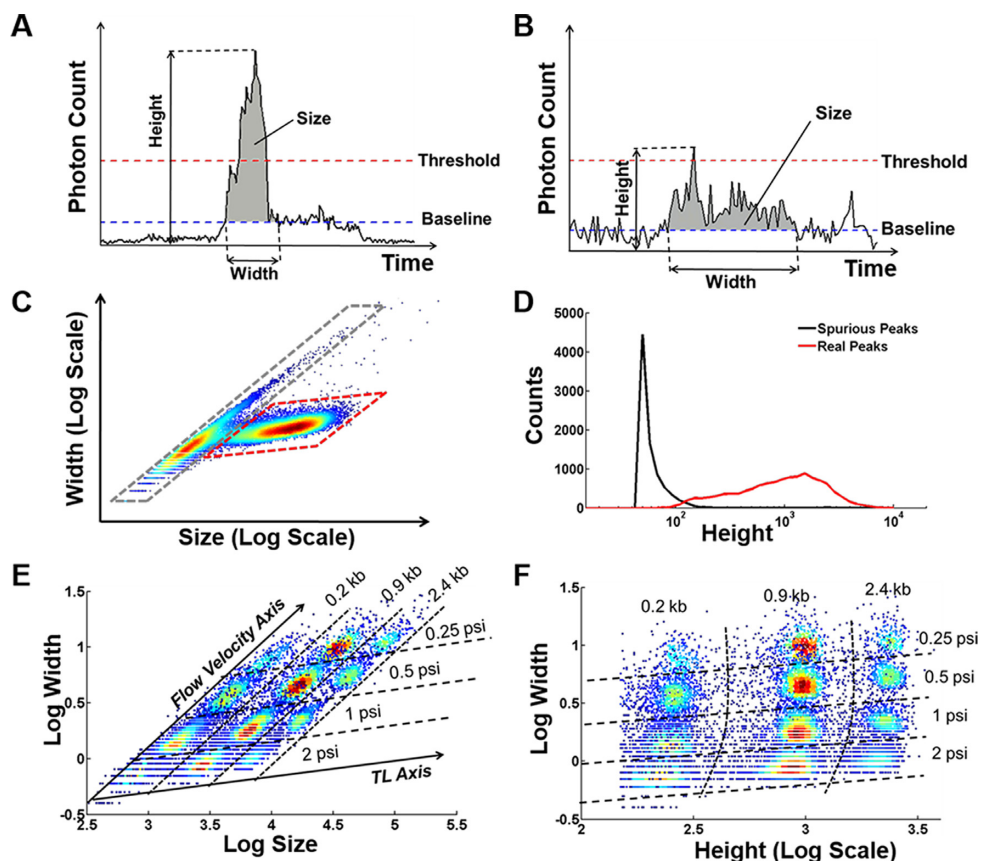 A
Photon Count
Height
Size
Threshold
Baseline
Width
Time
B
Photon Count
Height
Size
Threshold
Baseline
Width
Time
C
Width (Log Scale)
Size (Log Scale)
D
Counts
5000
4000
3000
2000
1000
0
Spurious Peaks
Real Peaks
10^2
10^3
10^4
Height
E
Log Width
1.5
1
0.5
0
-0.5
2.5
3
3.5
4
4.5
5
5.5
Log Size
Flow Velocity Axis
TL Axis
0.2 kb
0.9 kb
2.4 kb
0.25 psi
0.5 psi
1 psi
2 psi
F
Log Width
1.5
1
0.5
0
-0.5
2
2.5
3
3.5
Height (Log Scale)
0.2 kb
0.9 kb
2.4 kb
0.25 psi
0.5 psi
1 psi
2 psi